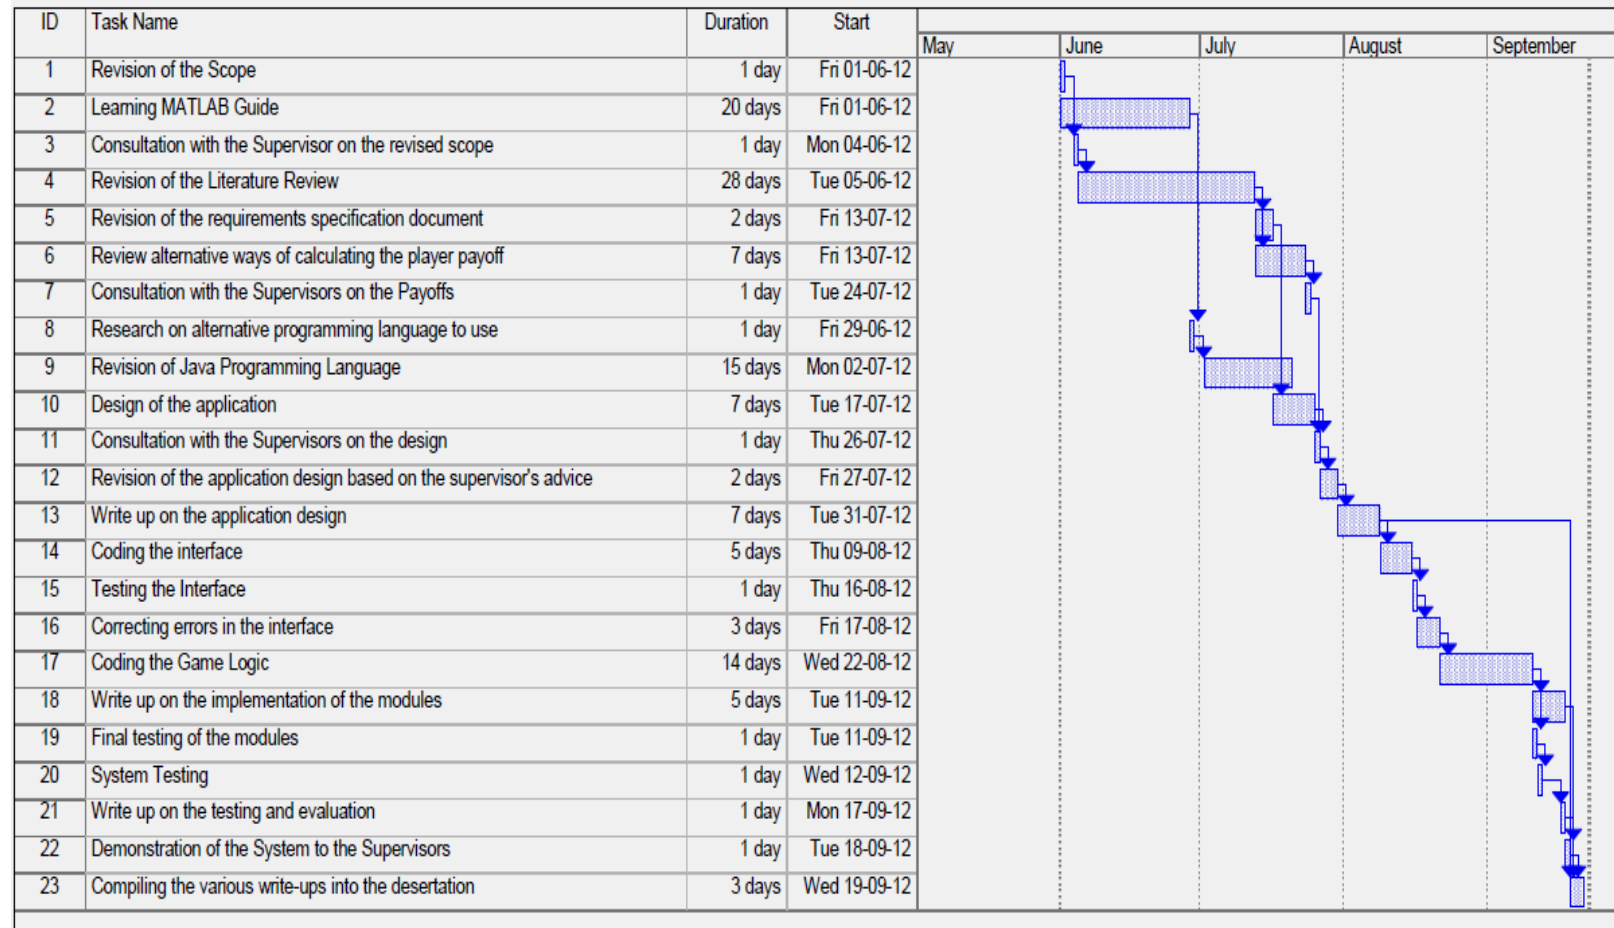 ID Task Name Duration Start
May June July August September
1 Revision of the Scope 1 day Fri 01-06-12
2 Learning MATLAB Guide 20 days Fri 01-06-12
3 Consultation with the Supervisor on the revised scope 1 day Mon 04-06-12
4 Revision of the Literature Review 28 days Tue 05-06-12
5 Revision of the requirements specification document 2 days Fri 13-07-12
6 Review alternative ways of calculating the player payoff 7 days Fri 13-07-12
7 Consultation with the Supervisors on the Payoffs 1 day Tue 24-07-12
8 Research on alternative programming language to use 1 day Fri 29-06-12
9 Revision of Java Programming Language 15 days Mon 02-07-12
10 Design of the application 7 days Tue 17-07-12
11 Consultation with the Supervisors on the design 1 day Thu 26-07-12
12 Revision of the application design based on the supervisor's advice 2 days Fri 27-07-12
13 Write up on the application design 7 days Tue 31-07-12
14 Coding the interface 5 days Thu 09-08-12
15 Testing the Interface 1 day Thu 16-08-12
16 Correcting errors in the interface 3 days Fri 17-08-12
17 Coding the Game Logic 14 days Wed 22-08-12
18 Write up on the implementation of the modules 5 days Tue 11-09-12
19 Final testing of the modules 1 day Tue 11-09-12
20 System Testing 1 day Wed 12-09-12
21 Write up on the testing and evaluation 1 day Mon 17-09-12
22 Demonstration of the System to the Supervisors 1 day Tue 18-09-12
23 Compiling the various write-ups into the desertation 3 days Wed 19-09-12